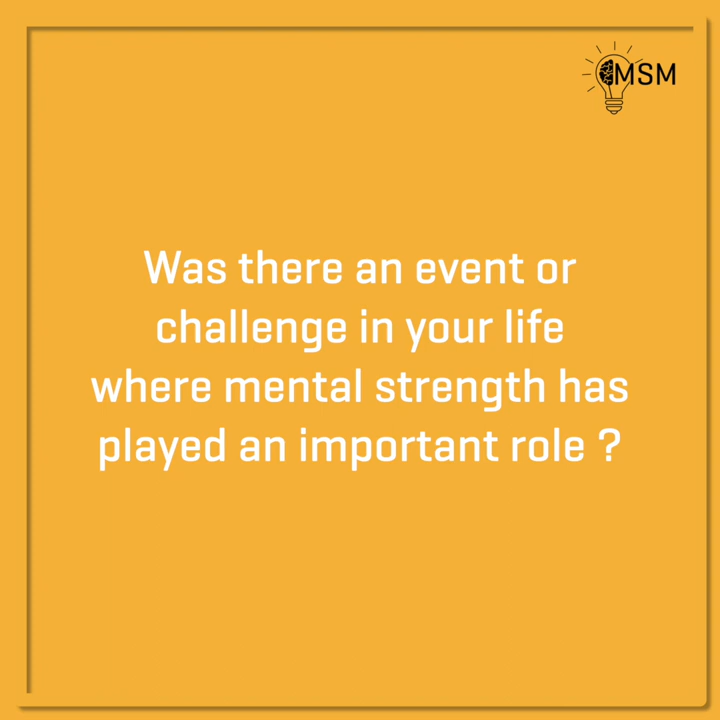 MSM
Was there an event or
challenge in your life
where mental strength has
played an important role ?